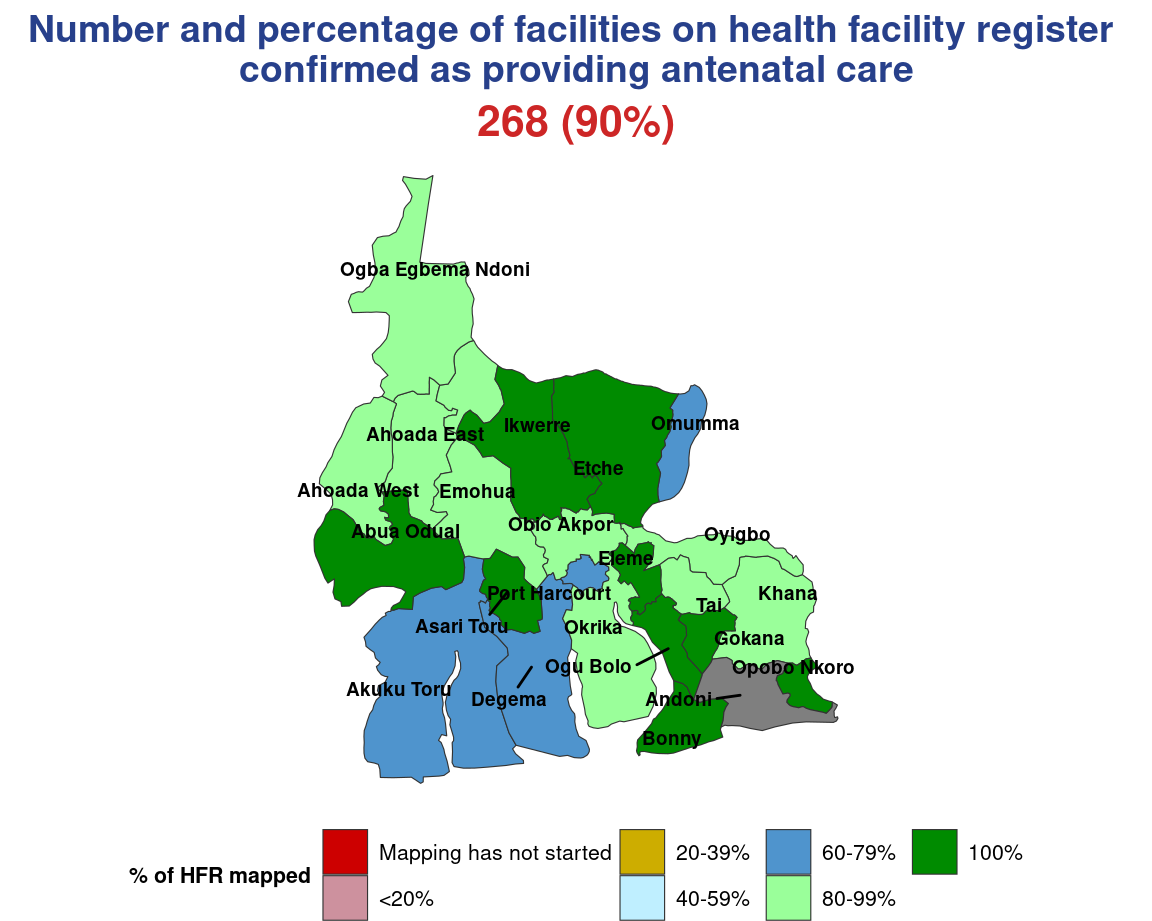 Number and percentage of facilities on health facility register
confirmed as providing antenatal care
268 (90%)
Ogba Egbema Ndoni
Omumma
Ikwerre
Ahoada East
Etche
Ahoada West
Emohua
Obio Akpor
Abua Odual
Oyigbo
Eleme
Port Harcourt
Khana
Tai
Asari Toru
Okrika
Gokana
Ogu Bolo
Opobo Nkoro
Akuku Toru
Degema
Andoni
Bonny
% of HFR mapped
Mapping has not started
<20%
20-39%
40-59%
60-79%
80-99%
100%